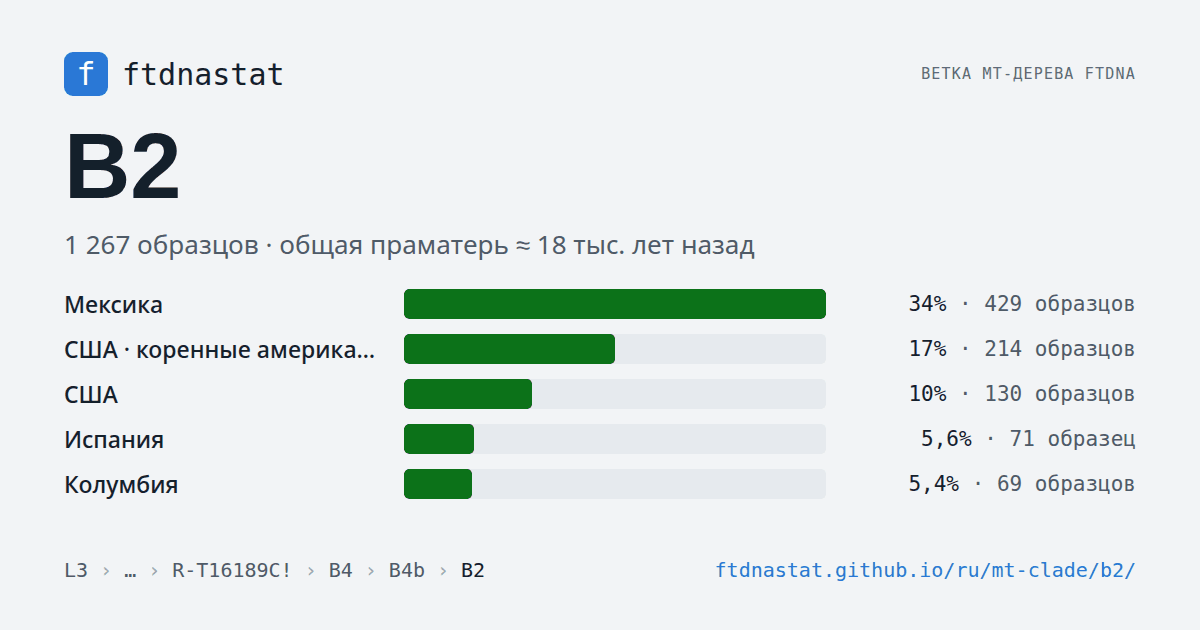 f ftdnastat
ВЕТКА МТ-ДЕРЕВА FTDNA
B2
1 267 образцов · общая праматерь ≈ 18 тыс. лет назад
Мексика 34% · 429 образцов
США · коренные америка… 17% · 214 образцов
США 10% · 130 образцов
Испания 5,6% · 71 образец
Колумбия 5,4% · 69 образцов
L3 › … › R-T16189C! › B4 › B4b › B2
ftdnastat.github.io/ru/mt-clade/b2/